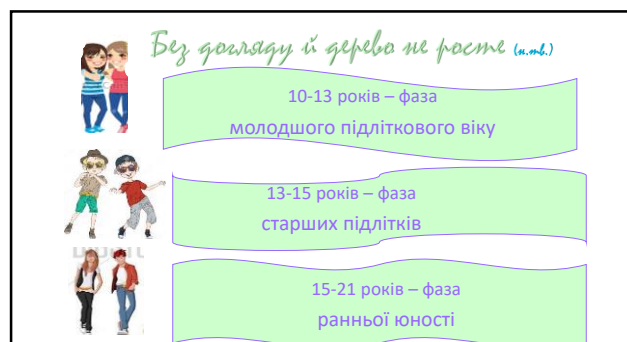 Без догляду й дерево не росте (н.тв.)
10-13 років – фаза
молодшого підліткового віку
13-15 років – фаза
старших підлітків
15-21 років – фаза
ранньої юності